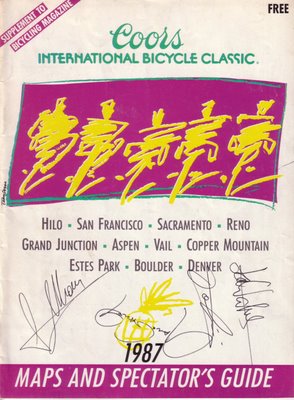 SUPPLEMENT TO
BICYCLING MAGAZINE
FREE
Coors
INTERNATIONAL BICYCLE CLASSIC.
HILO • SAN FRANCISCO • SACRAMENTO • RENO
GRAND JUNCTION • ASPEN • VAIL • COPPER MOUNTAIN
ESTES PARK • BOULDER • DENVER
1987
MAPS AND SPECTATOR'S GUIDE